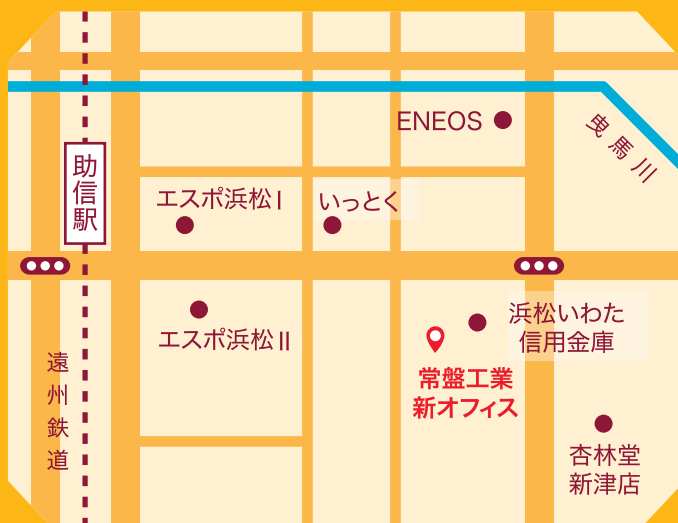 ENEOS
曳馬川
助信駅
エスポ浜松Ⅰ
いっとく
エスポ浜松Ⅱ
浜松いわた
信用金庫
常盤工業
新オフィス
遠州鉄道
杏林堂
新津店